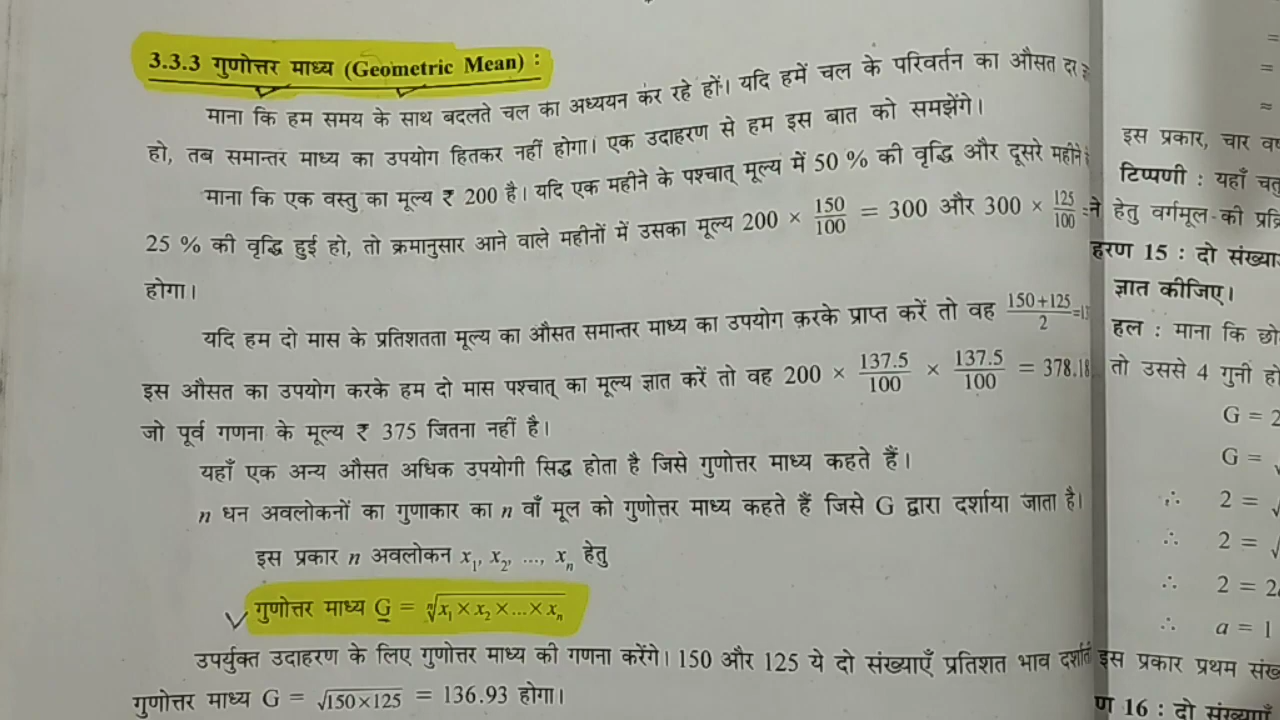 3.3.3 गुणोत्तर माध्य (Geometric Mean) :
माना कि हम समय के साथ बदलते चल का अध्ययन कर रहे हों। यदि हमें चल के परिवर्तन का औसत दर
हो, तब समान्तर माध्य का उपयोग हितकर नहीं होगा। एक उदाहरण से हम इस बात को समझेंगे।
माना कि एक वस्तु का मूल्य ₹ 200 है। यदि एक महीने के पश्चात् मूल्य में 50 % की वृद्धि और दूसरे महीने
25 % की वृद्धि हुई हो, तो क्रमानुसार आने वाले महीनों में उसका मूल्य 200 × 150/100 = 300 और 300 × 125/100 =
होगा।
यदि हम दो मास के प्रतिशतता मूल्य का औसत समान्तर माध्य का उपयोग करके प्राप्त करें तो वह (150+125)/2 =
इस औसत का उपयोग करके हम दो मास पश्चात् का मूल्य ज्ञात करें तो वह 200 × 137.5/100 × 137.5/100 = 378.18
जो पूर्व गणना के मूल्य ₹ 375 जितना नहीं है।
यहाँ एक अन्य औसत अधिक उपयोगी सिद्ध होता है जिसे गुणोत्तर माध्य कहते हैं।
n धन अवलोकनों का गुणाकार का n वाँ मूल को गुणोत्तर माध्य कहते हैं जिसे G द्वारा दर्शाया जाता है।
इस प्रकार n अवलोकन x₁, x₂, ..., xₙ हेतु
गुणोत्तर माध्य G = ⁿ√(x₁ × x₂ × ... × xₙ)
उपर्युक्त उदाहरण के लिए गुणोत्तर माध्य की गणना करेंगे। 150 और 125 ये दो संख्याएँ प्रतिशत भाव दर्शाते
गुणोत्तर माध्य G = √(150×125) = 136.93 होगा।
=
=
≈
इस प्रकार, चार
टिप्पणी : यहाँ
ने हेतु वर्गमूल की
हरण 15 : दो
ज्ञात कीजिए।
हल : माना कि
तो उससे 4 गुनी
G = 2
G = √
∴ 2 = √
∴ 2 = √
∴ 2 = 2
∴ a = 1
इस प्रकार प्रथम
ण 16 : दो संख्याएँ